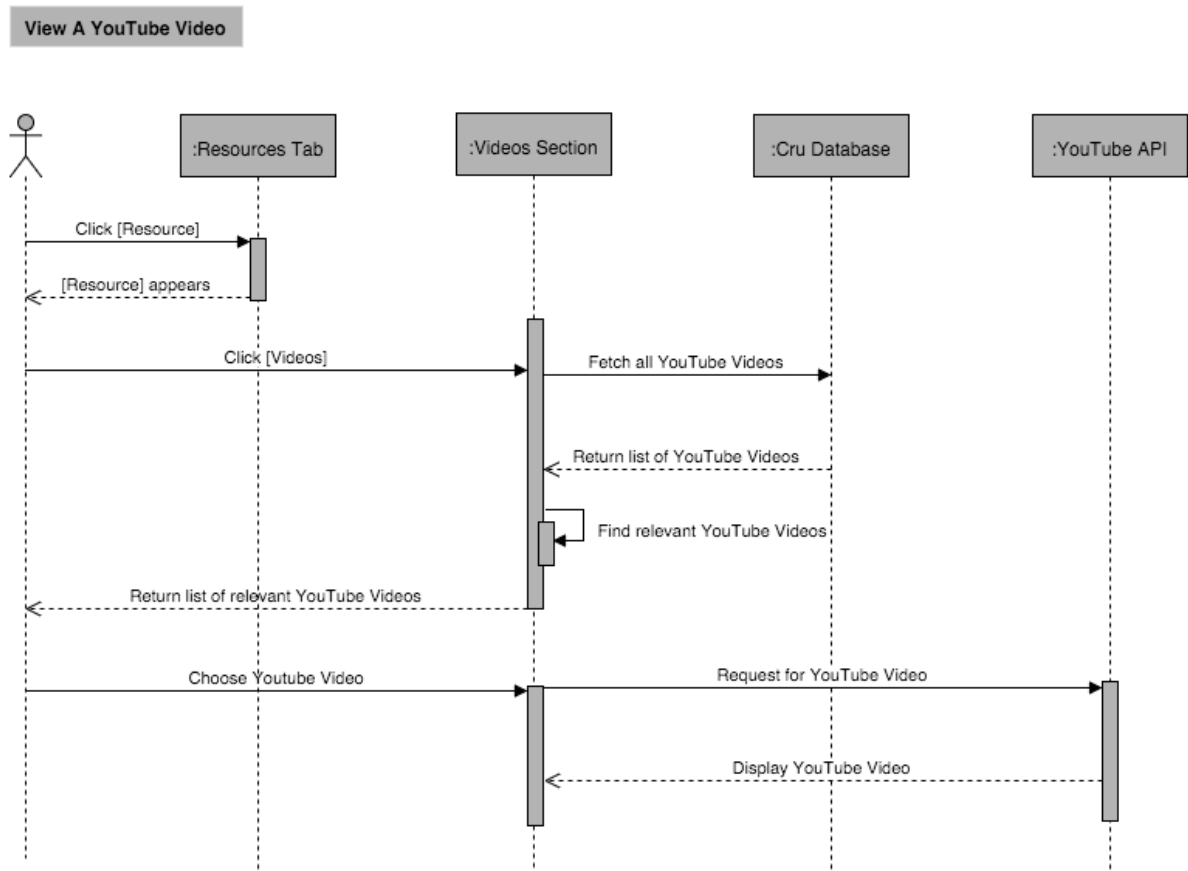 View A YouTube Video
:Resources Tab
:Videos Section
:Cru Database
:YouTube API
Click [Resource]
[Resource] appears
Click [Videos]
Fetch all YouTube Videos
Return list of YouTube Videos
Find relevant YouTube Videos
Return list of relevant YouTube Videos
Choose Youtube Video
Request for YouTube Video
Display YouTube Video